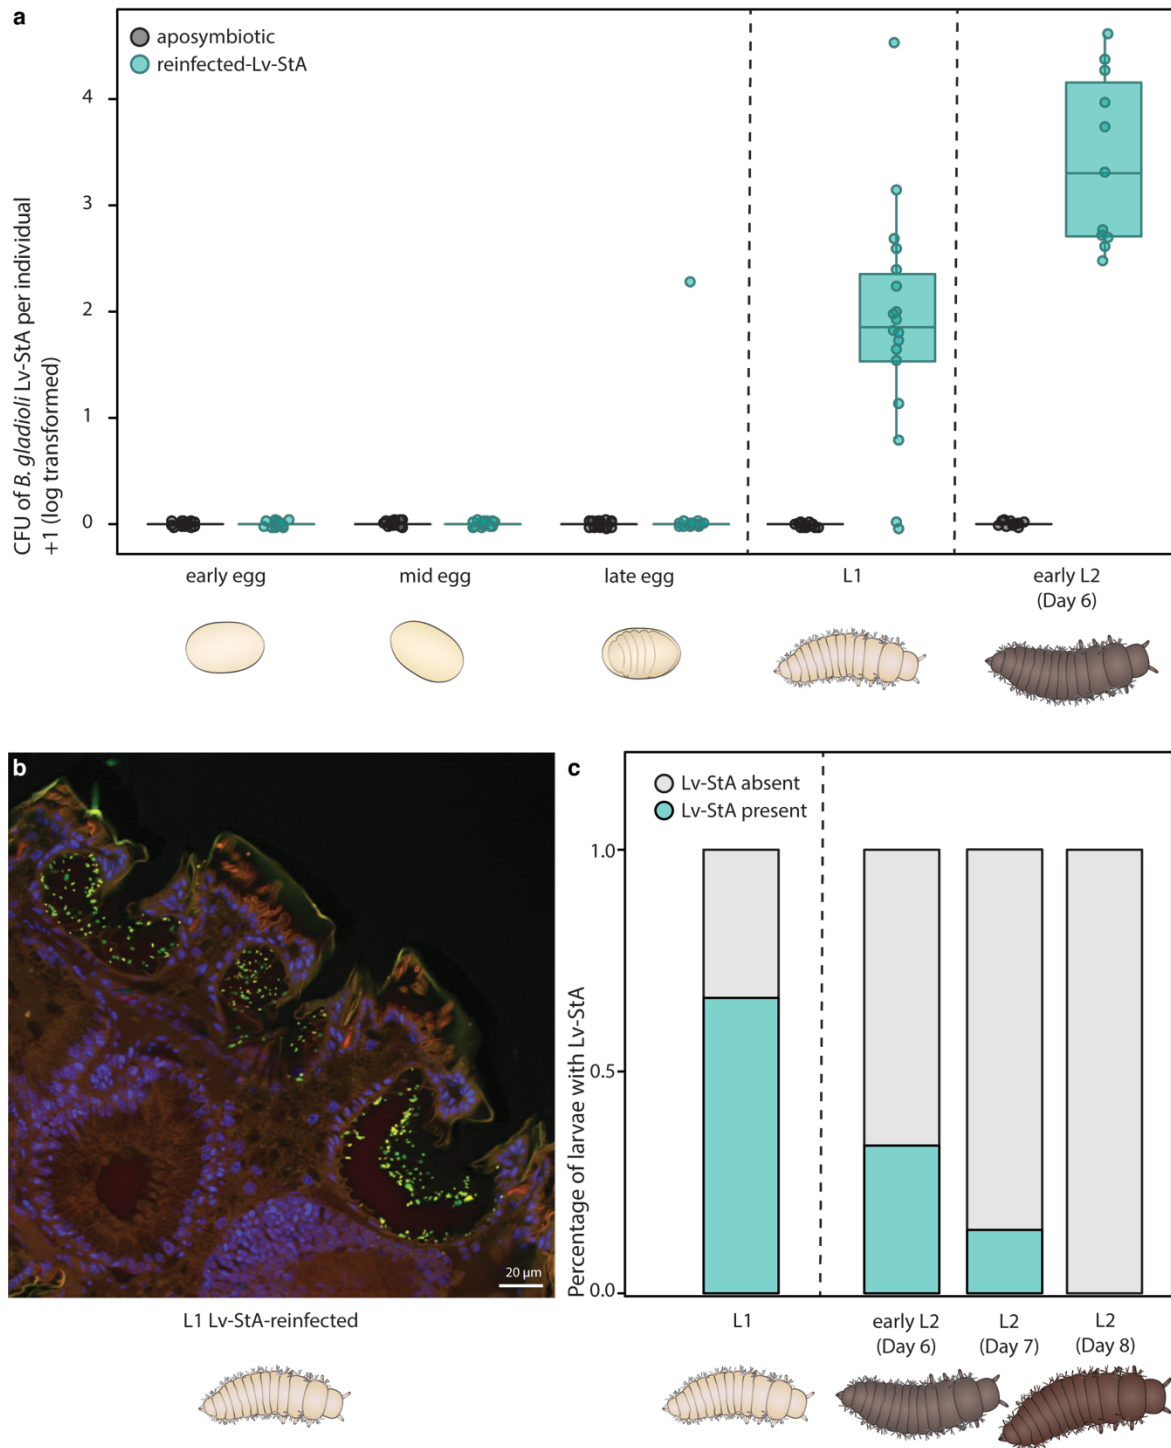 a
aposymbiotic
reinfected-Lv-StA
CFU of B. gladioli Lv-StA per individual
+1 (log transformed)
4
3
2
1
0
early egg
mid egg
late egg
L1
early L2
(Day 6)
b
20 µm
L1 Lv-StA-reinfected
c
Lv-StA absent
Lv-StA present
Percentage of larvae with Lv-StA
1.0
0.5
0.0
L1
early L2
(Day 6)
L2
(Day 7)
L2
(Day 8)